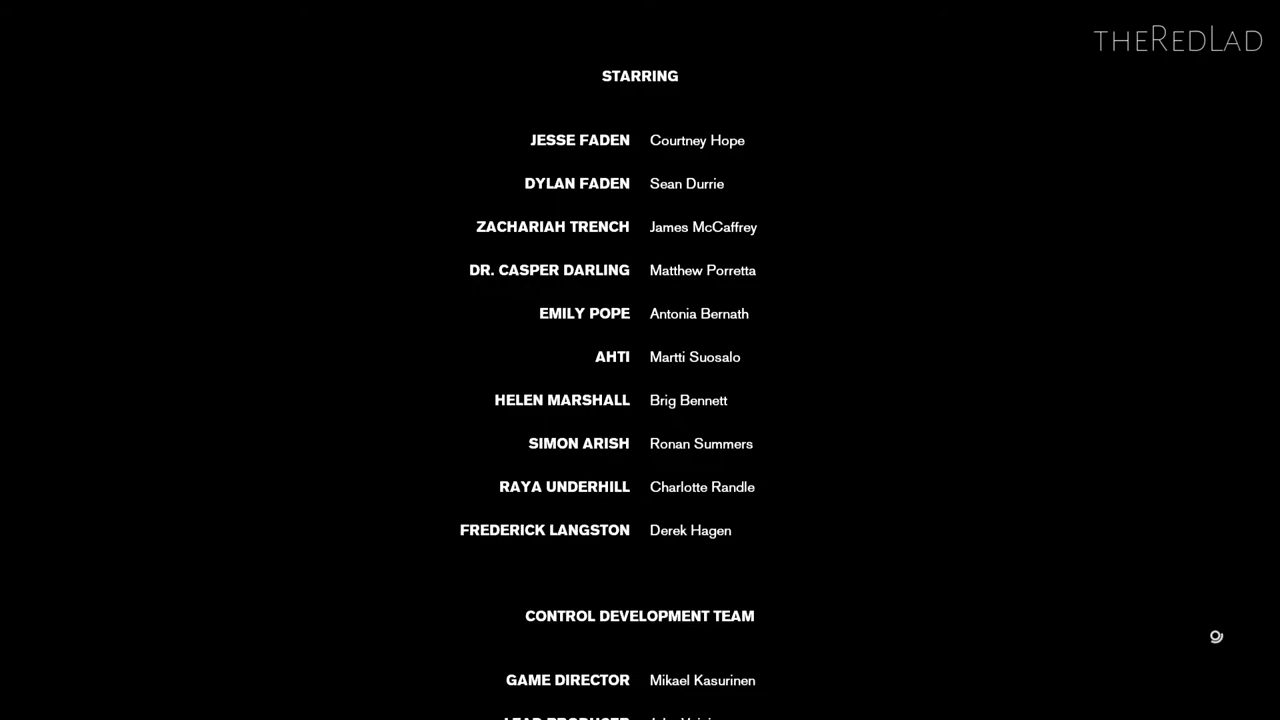 THEREDLAD
STARRING
JESSE FADEN Courtney Hope
DYLAN FADEN Sean Durrie
ZACHARIAH TRENCH James McCaffrey
DR. CASPER DARLING Matthew Porretta
EMILY POPE Antonia Bernath
AHTI Martti Suosalo
HELEN MARSHALL Brig Bennett
SIMON ARISH Ronan Summers
RAYA UNDERHILL Charlotte Randle
FREDERICK LANGSTON Derek Hagen
CONTROL DEVELOPMENT TEAM
GAME DIRECTOR Mikael Kasurinen
LEAD PRODUCER